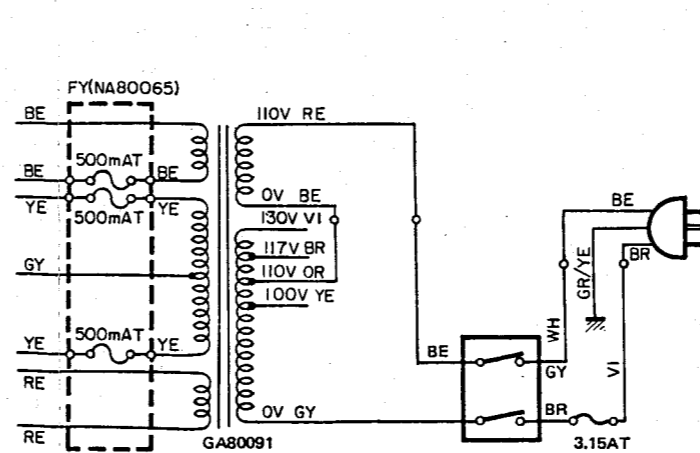 FY(NA80065)
BE
110V RE
500mAT
BE
BE
BE
YE
500mAT
YE
0V BE
130V VI
117V BR
GY
110V OR
100V YE
BR
GR/YE
500mAT
YE
YE
WH
BE
GY
VI
RE
0V GY
BR
RE
GA80091
3,15AT